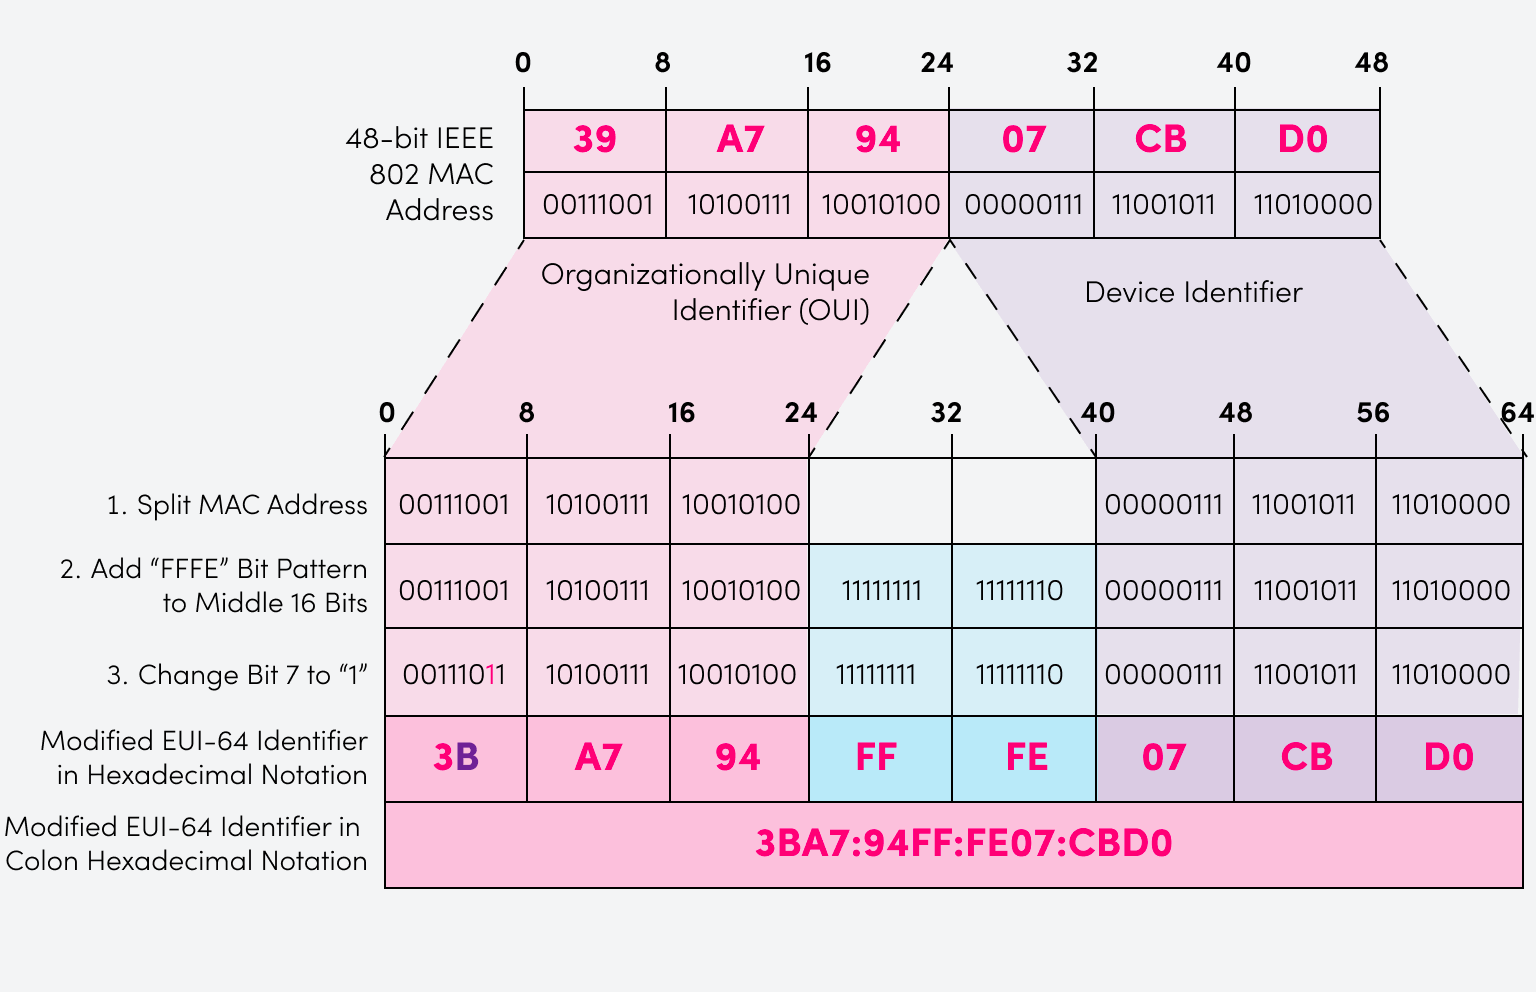 0 8 16 24 32 40 48
48-bit IEEE
802 MAC
Address
39 A7 94 07 CB D0
00111001 10100111 10010100 00000111 11001011 11010000
Organizationally Unique
Identifier (OUI)
Device Identifier
0 8 16 24 32 40 48 56 64
1. Split MAC Address 00111001 10100111 10010100 00000111 11001011 11010000
2. Add “FFFE” Bit Pattern
to Middle 16 Bits
00111001 10100111 10010100 11111111 11111110 00000111 11001011 11010000
3. Change Bit 7 to “1” 00111011 10100111 10010100 11111111 11111110 00000111 11001011 11010000
Modified EUI-64 Identifier
in Hexadecimal Notation
3B A7 94 FF FE 07 CB D0
Modified EUI-64 Identifier in
Colon Hexadecimal Notation
3BA7:94FF:FE07:CBD0